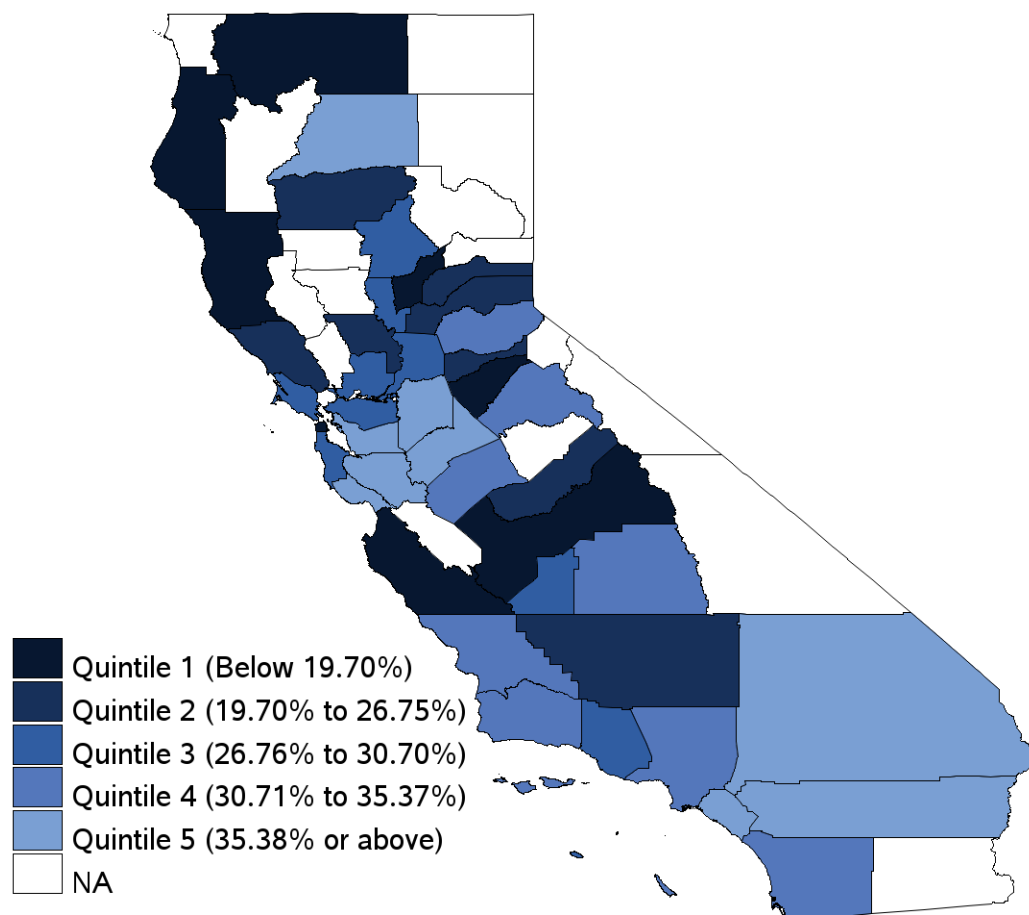 Quintile 1 (Below 19.70%)
Quintile 2 (19.70% to 26.75%)
Quintile 3 (26.76% to 30.70%)
Quintile 4 (30.71% to 35.37%)
Quintile 5 (35.38% or above)
NA